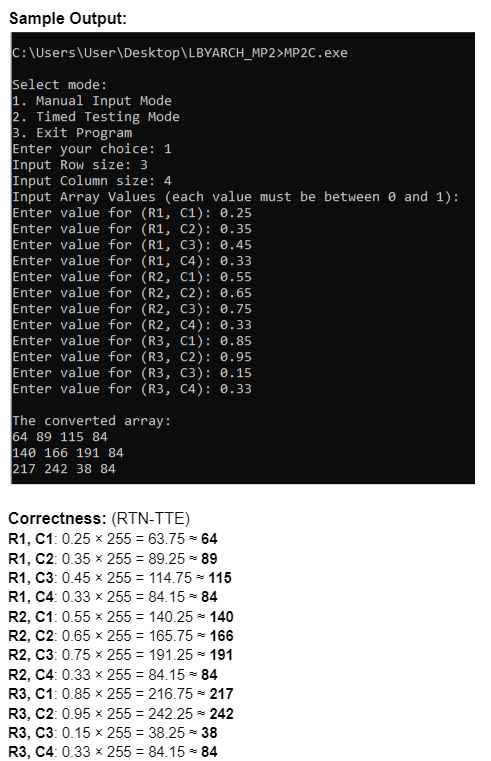 Sample Output:
C:\Users\User\Desktop\LBYARCH_MP2>MP2C.exe
Select mode:
1. Manual Input Mode
2. Timed Testing Mode
3. Exit Program
Enter your choice: 1
Input Row size: 3
Input Column size: 4
Input Array Values (each value must be between 0 and 1):
Enter value for (R1, C1): 0.25
Enter value for (R1, C2): 0.35
Enter value for (R1, C3): 0.45
Enter value for (R1, C4): 0.33
Enter value for (R2, C1): 0.55
Enter value for (R2, C2): 0.65
Enter value for (R2, C3): 0.75
Enter value for (R2, C4): 0.33
Enter value for (R3, C1): 0.85
Enter value for (R3, C2): 0.95
Enter value for (R3, C3): 0.15
Enter value for (R3, C4): 0.33
The converted array:
64 89 115 84
140 166 191 84
217 242 38 84
Correctness: (RTN-TTE)
R1, C1: 0.25 × 255 = 63.75 ≈ 64
R1, C2: 0.35 × 255 = 89.25 ≈ 89
R1, C3: 0.45 × 255 = 114.75 ≈ 115
R1, C4: 0.33 × 255 = 84.15 ≈ 84
R2, C1: 0.55 × 255 = 140.25 ≈ 140
R2, C2: 0.65 × 255 = 165.75 ≈ 166
R2, C3: 0.75 × 255 = 191.25 ≈ 191
R2, C4: 0.33 × 255 = 84.15 ≈ 84
R3, C1: 0.85 × 255 = 216.75 ≈ 217
R3, C2: 0.95 × 255 = 242.25 ≈ 242
R3, C3: 0.15 × 255 = 38.25 ≈ 38
R3, C4: 0.33 × 255 = 84.15 ≈ 84